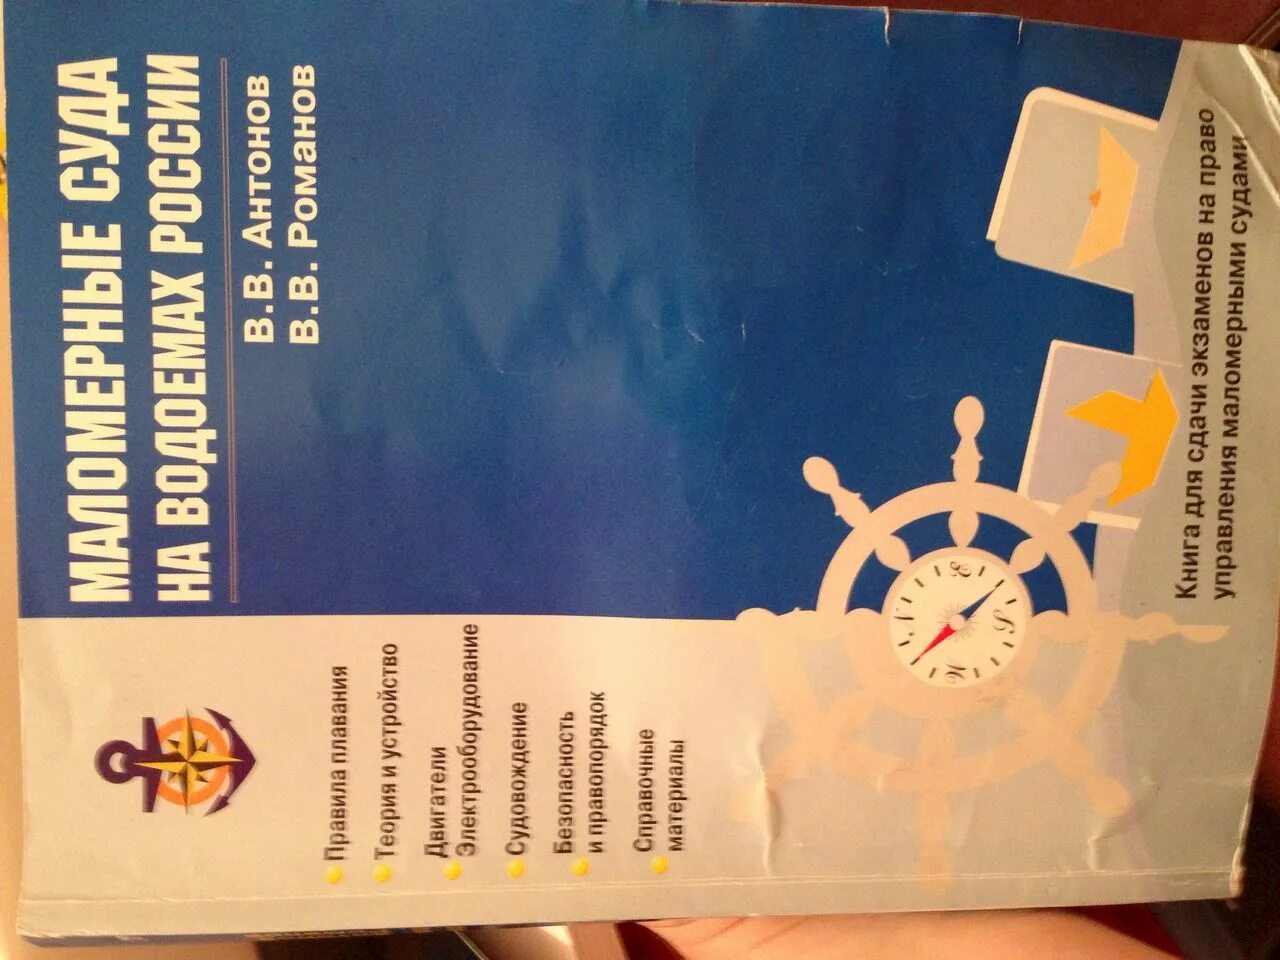 МАЛОМЕРНЫЕ СУДА
НА ВОДОЕМАХ РОССИИ
В.В. Антонов
В.В. Романов
Правила плавания
Теория и устройство
Двигатели
Электрооборудование
Судовождение
Безопасность
и правопорядок
Справочные
материалы
N
S
Книга для сдачи экзаменов на право
управления маломерными судами